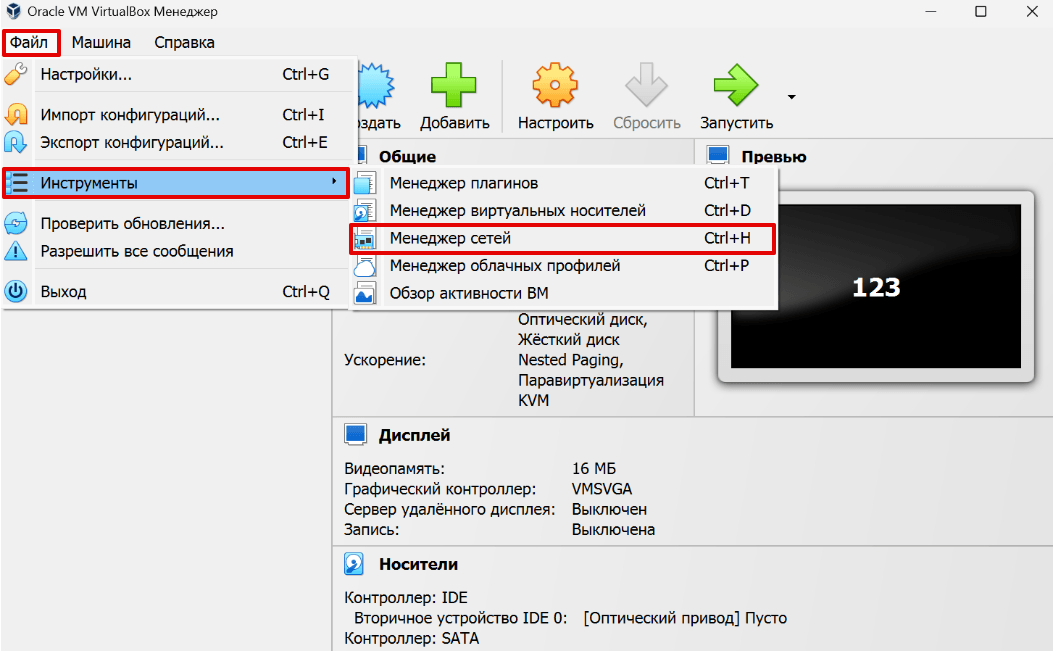 Oracle VM VirtualBox Менеджер
Файл Машина Справка
Настройки... Ctrl+G
Импорт конфигураций... Ctrl+I
Экспорт конфигураций... Ctrl+E
Инструменты
Проверить обновления...
Разрешить все сообщения
Выход Ctrl+Q
Добавить Настроить Сбросить Запустить
Общие
Превью
Менеджер плагинов Ctrl+T
Менеджер виртуальных носителей Ctrl+D
Менеджер сетей Ctrl+H
Менеджер облачных профилей Ctrl+P
Обзор активности ВМ
123
Оптический диск,
Жёсткий диск
Ускорение: Nested Paging,
Паравиртуализация
KVM
Дисплей
Видеопамять: 16 МБ
Графический контроллер: VMSVGA
Сервер удалённого дисплея: Выключен
Запись: Выключена
Носители
Контроллер: IDE
Вторичное устройство IDE 0: [Оптический привод] Пусто
Контроллер: SATA